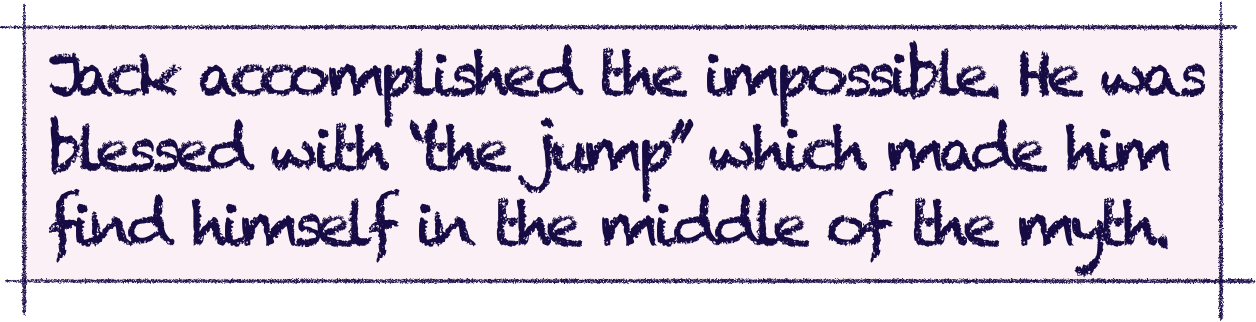 Jack accomplished the impossible. He was
blessed with "the jump" which made him
find himself in the middle of the myth.